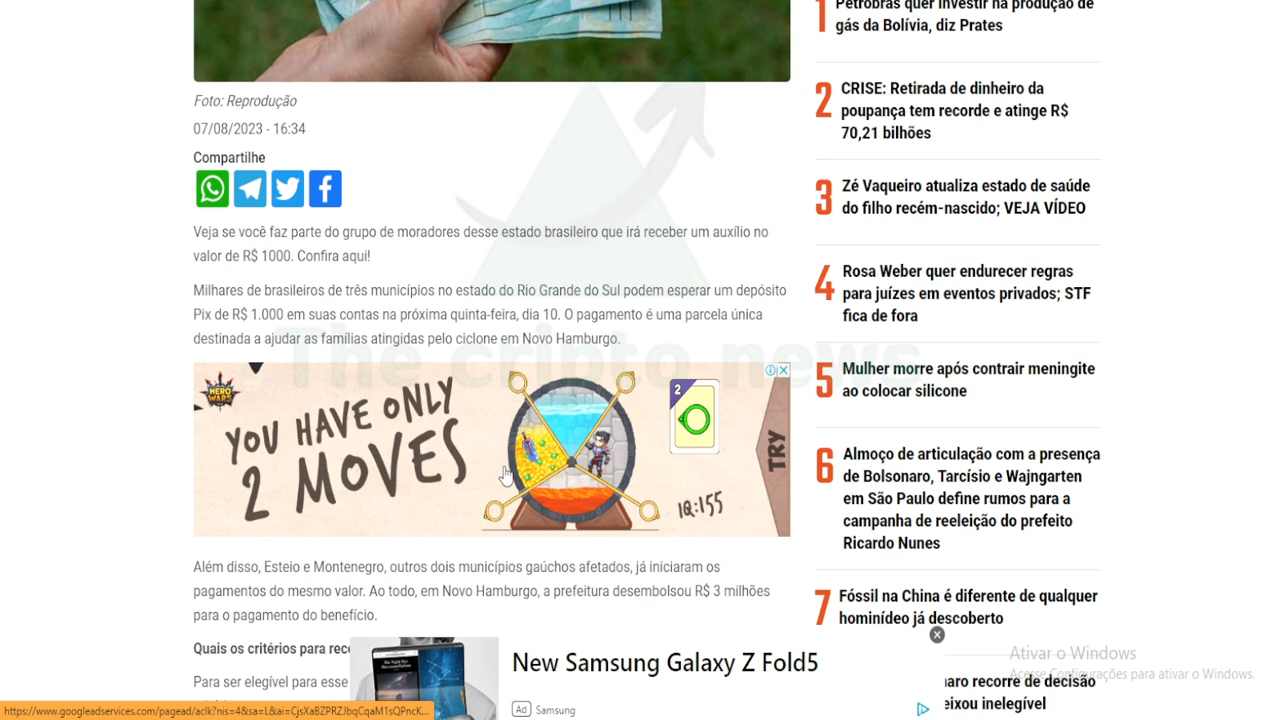 Foto: Reprodução
07/08/2023 - 16:34
Compartilhe
Veja se você faz parte do grupo de moradores desse estado brasileiro que irá receber um auxílio no
valor de R$ 1000. Confira aqui!
Milhares de brasileiros de três municípios no estado do Rio Grande do Sul podem esperar um depósito
Pix de R$ 1.000 em suas contas na próxima quinta-feira, dia 10. O pagamento é uma parcela única
destinada a ajudar as famílias atingidas pelo ciclone em Novo Hamburgo.
The cripto news
HERO
WARS
YOU HAVE ONLY
2 MOVES
2
IQ:155
TRY
Além disso, Esteio e Montenegro, outros dois municípios gaúchos afetados, já iniciaram os
pagamentos do mesmo valor. Ao todo, em Novo Hamburgo, a prefeitura desembolsou R$ 3 milhões
para o pagamento do benefício.
Quais os critérios para rece
Para ser elegível para esse
New Samsung Galaxy Z Fold5
Ad Samsung
https://www.googleadservices.com/pagead/aclk?nis=4&sa=L&ai=CjsXaBZPRZJbqCqaM1sQPncK...
1 Petrobras quer investir na produção de
gás da Bolívia, diz Prates
2 CRISE: Retirada de dinheiro da
poupança tem recorde e atinge R$
70,21 bilhões
3 Zé Vaqueiro atualiza estado de saúde
do filho recém-nascido; VEJA VÍDEO
4 Rosa Weber quer endurecer regras
para juízes em eventos privados; STF
fica de fora
5 Mulher morre após contrair meningite
ao colocar silicone
6 Almoço de articulação com a presença
de Bolsonaro, Tarcísio e Wajngarten
em São Paulo define rumos para a
campanha de reeleição do prefeito
Ricardo Nunes
7 Fóssil na China é diferente de qualquer
hominídeo já descoberto
naro recorre de decisão
eixou inelegível
Ativar o Windows
Acesse Configurações para ativar o Windows.